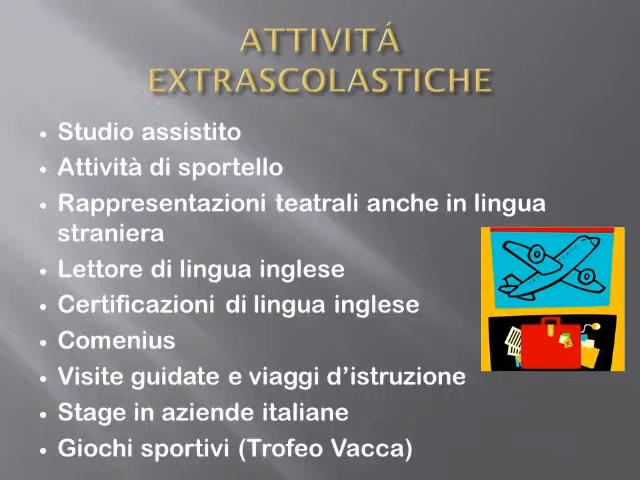 ATTIVITÁ
EXTRASCOLASTICHE
• Studio assistito
• Attività di sportello
• Rappresentazioni teatrali anche in lingua
straniera
• Lettore di lingua inglese
• Certificazioni di lingua inglese
• Comenius
• Visite guidate e viaggi d’istruzione
• Stage in aziende italiane
• Giochi sportivi (Trofeo Vacca)